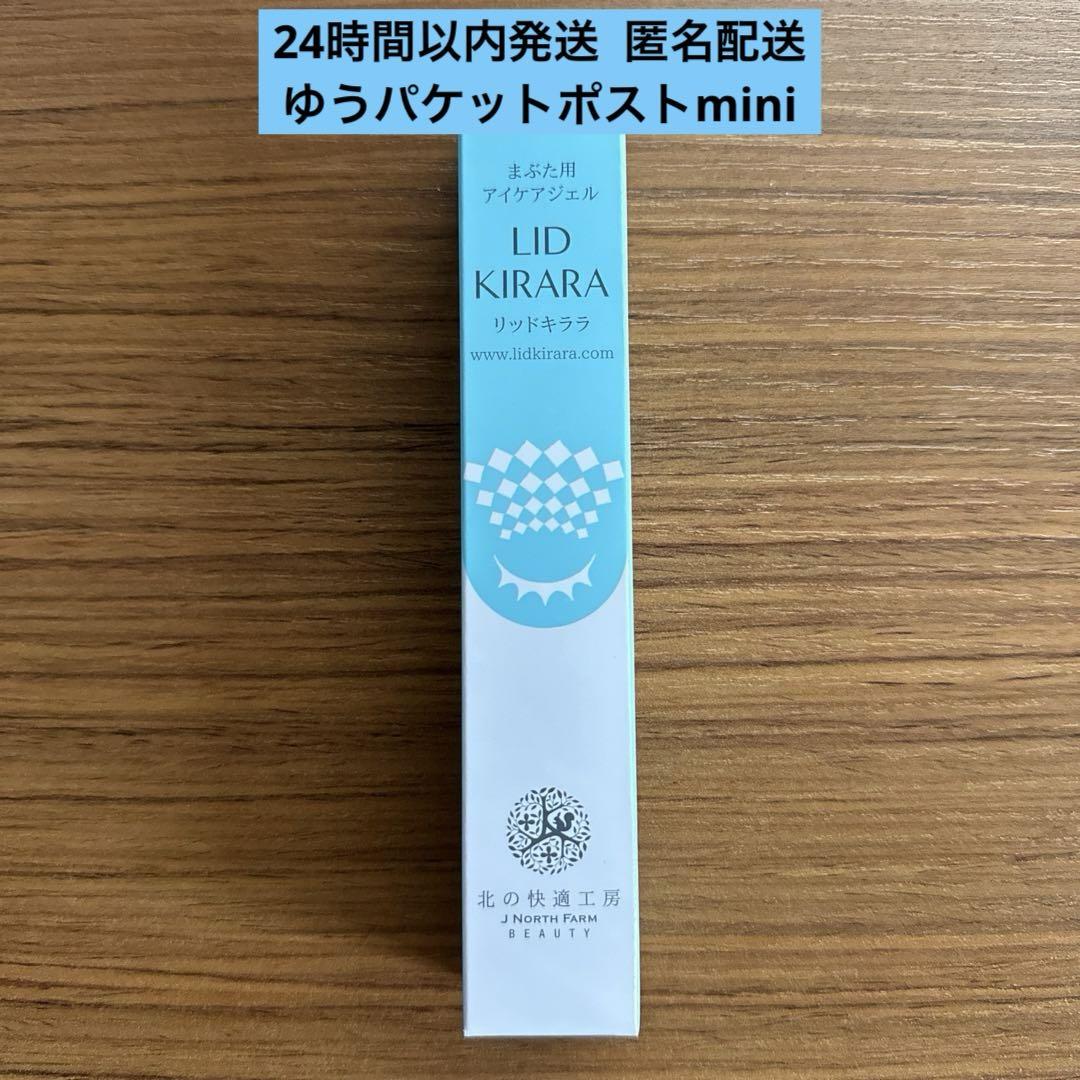 24時間以内発送 匿名配送
ゆうパケットポストmini
まぶた用
アイケアジェル
LID
KIRARA
リッドキララ
www.lidkirara.com
北の快適工房
J NORTH FARM
BEAUTY